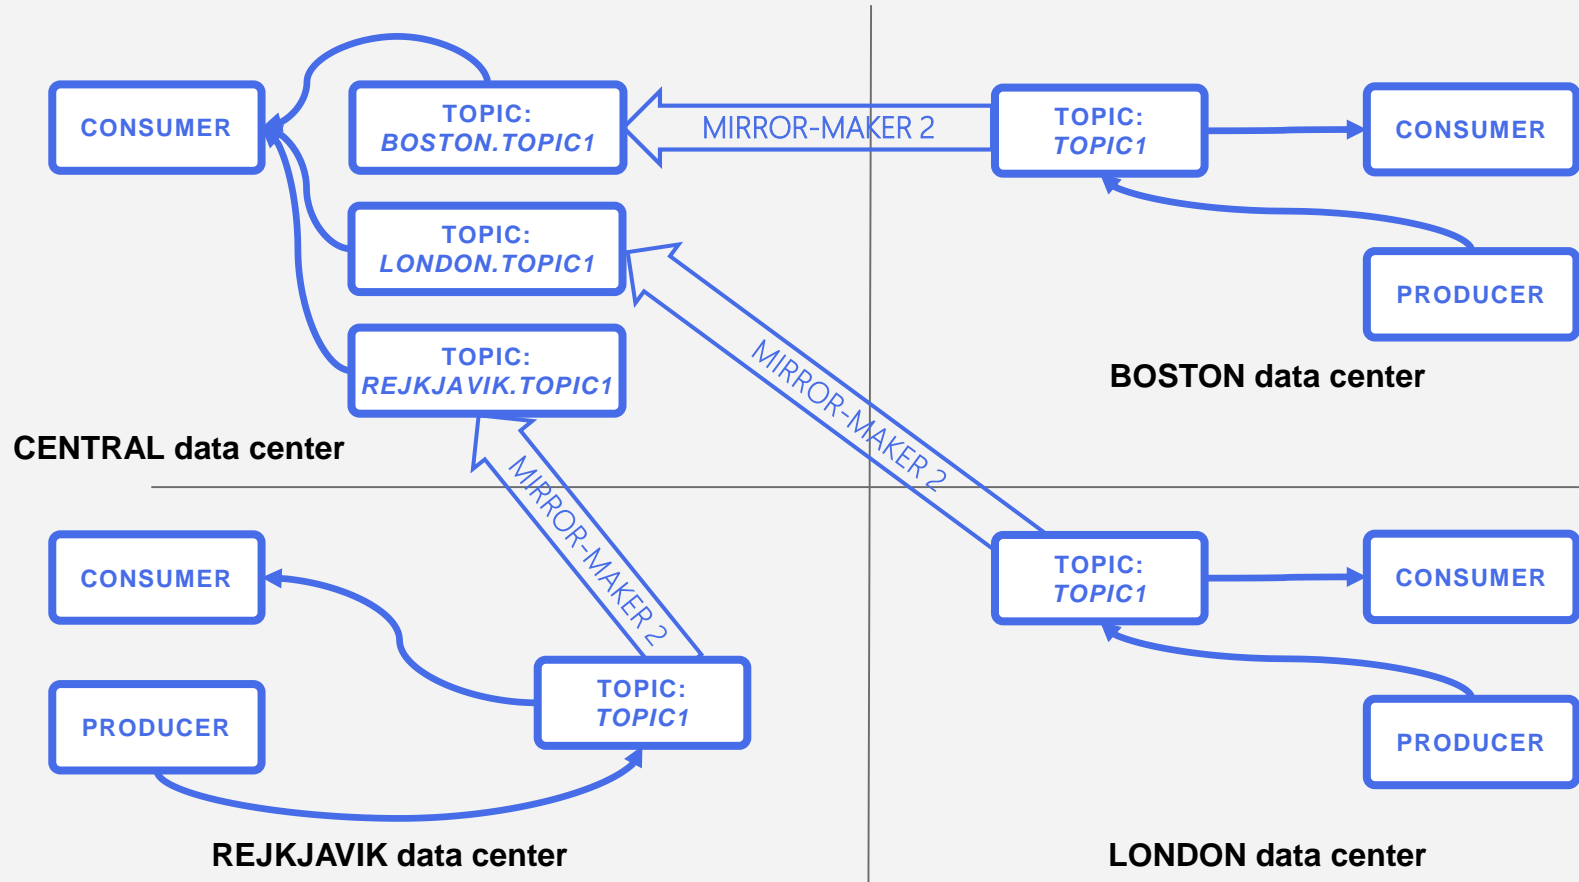 CONSUMER
TOPIC:
BOSTON.TOPIC1
MIRROR-MAKER 2
TOPIC:
TOPIC1
CONSUMER
TOPIC:
LONDON.TOPIC1
PRODUCER
TOPIC:
REJKJAVIK.TOPIC1
MIRROR-MAKER 2
BOSTON data center
CENTRAL data center
MIRROR-MAKER 2
CONSUMER
TOPIC:
TOPIC1
CONSUMER
PRODUCER
TOPIC:
TOPIC1
PRODUCER
REJKJAVIK data center
LONDON data center